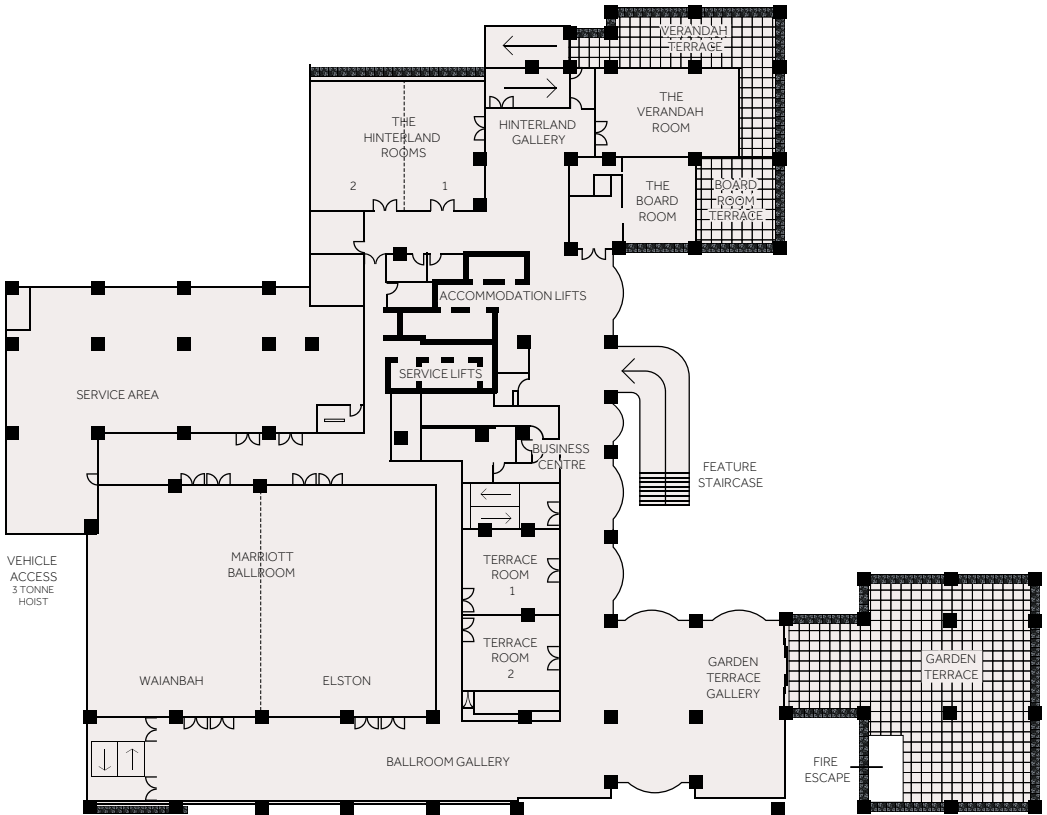 VERANDAH
TERRACE
THE
VERANDAH
ROOM
THE
HINTERLAND
ROOMS
2
1
HINTERLAND
GALLERY
THE
BOARD
ROOM
BOARD
ROOM
TERRACE
ACCOMMODATION LIFTS
SERVICE LIFTS
SERVICE AREA
BUSINESS
CENTRE
FEATURE
STAIRCASE
VEHICLE
ACCESS
3 TONNE
HOIST
MARRIOTT
BALLROOM
TERRACE
ROOM
1
TERRACE
ROOM
2
WAIANBAH
ELSTON
GARDEN
TERRACE
GALLERY
GARDEN
TERRACE
BALLROOM GALLERY
FIRE
ESCAPE